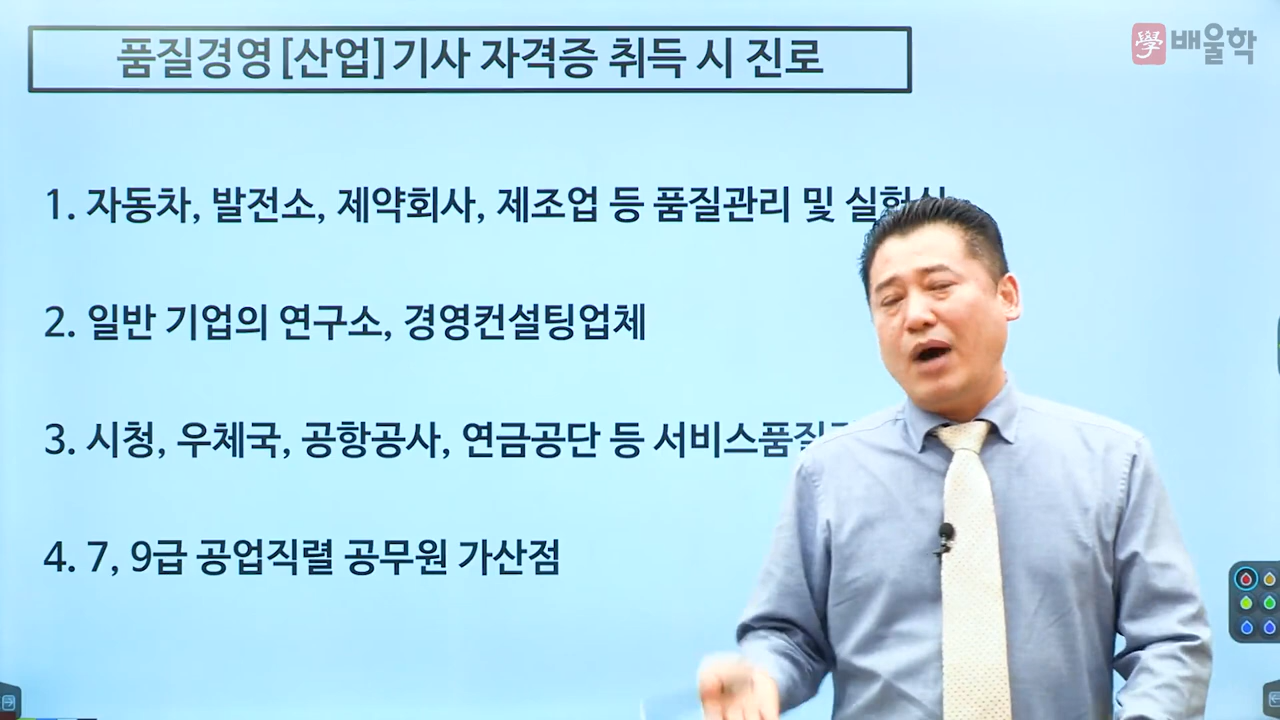 품질경영[산업]기사 자격증 취득 시 진로
學 배울학
1. 자동차, 발전소, 제약회사, 제조업 등 품질관리 및
2. 일반 기업의 연구소, 경영컨설팅업체
3. 시청, 우체국, 공항공사, 연금공단 등 서비스품질
4. 7, 9급 공업직렬 공무원 가산점